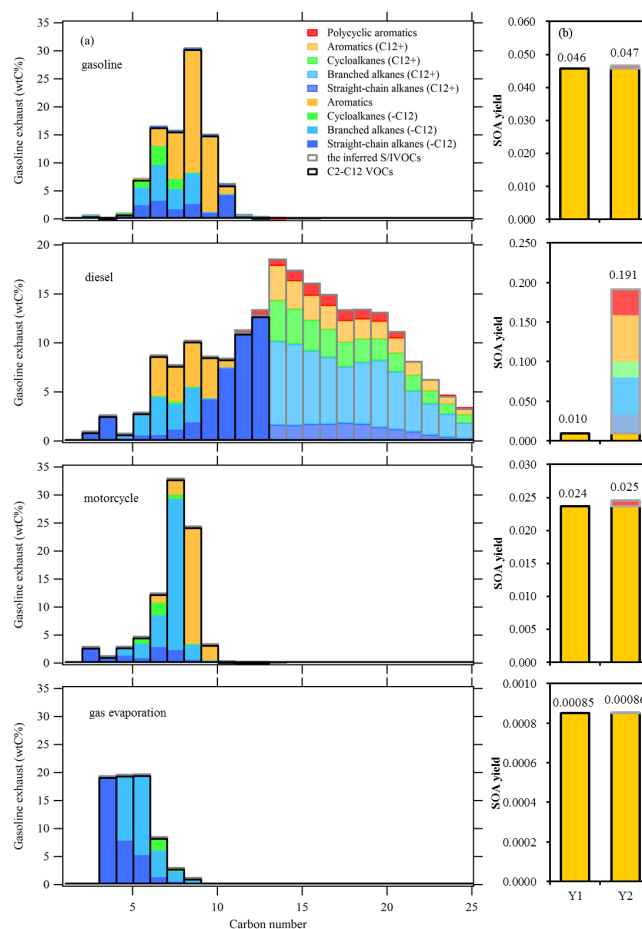 (a)
gasoline
Gasoline exhaust (wtC%)
35
30
25
20
15
10
5
0
Polycyclic aromatics
Aromatics (C12+)
Cycloalkanes (C12+)
Branched alkanes (C12+)
Straight-chain alkanes (C12+)
Aromatics
Cycloalkanes (-C12)
Branched alkanes (-C12)
Straight-chain alkanes (-C12)
the inferred S/IVOCs
C2-C12 VOCs
(b)
SOA yield
0.060
0.050
0.040
0.030
0.020
0.010
0.000
0.046
0.047
diesel
Gasoline exhaust (wtC%)
20
15
10
5
0
SOA yield
0.250
0.200
0.150
0.100
0.050
0.000
0.010
0.191
motorcycle
Gasoline exhaust (wtC%)
35
30
25
20
15
10
5
0
SOA yield
0.030
0.025
0.020
0.015
0.010
0.005
0.000
0.024
0.025
gas evaporation
Gasoline exhaust (wtC%)
35
30
25
20
15
10
5
0
5
10
15
20
25
Carbon number
SOA yield
0.0010
0.0008
0.0006
0.0004
0.0002
0.0000
0.00085
0.00086
Y1
Y2